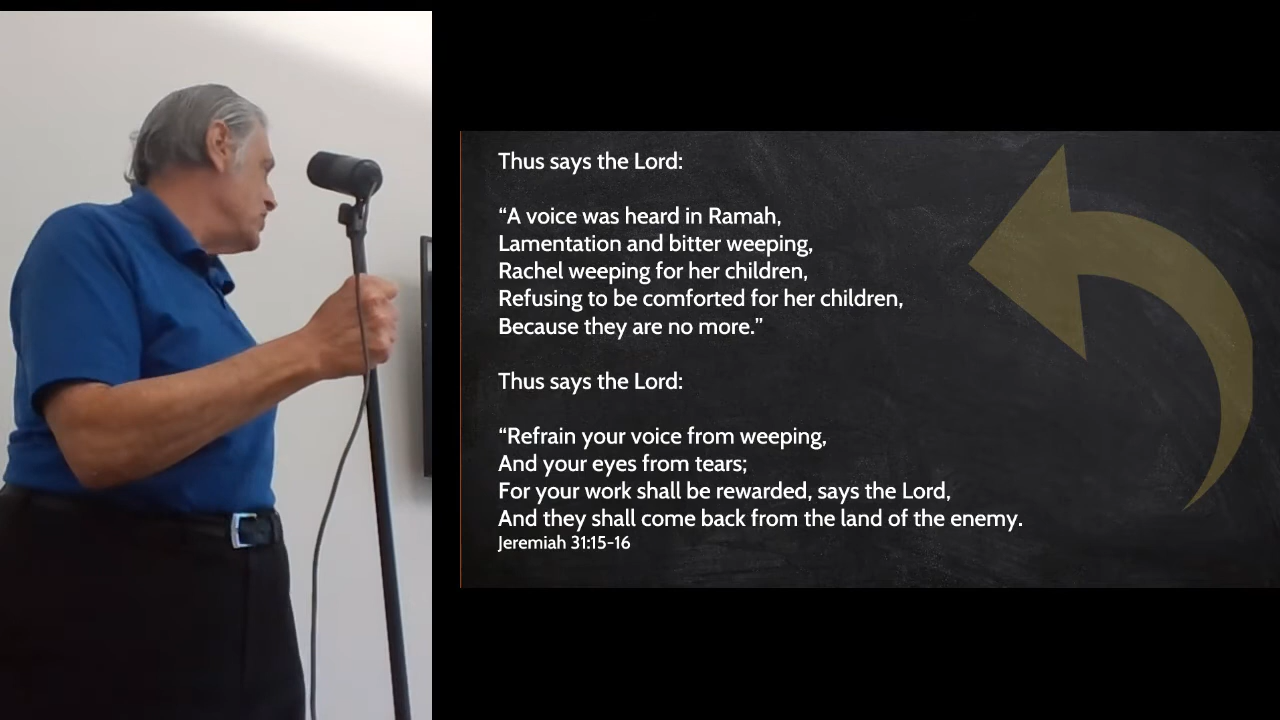 Thus says the Lord:
“A voice was heard in Ramah,
Lamentation and bitter weeping,
Rachel weeping for her children,
Refusing to be comforted for her children,
Because they are no more.”
Thus says the Lord:
“Refrain your voice from weeping,
And your eyes from tears;
For your work shall be rewarded, says the Lord,
And they shall come back from the land of the enemy.
Jeremiah 31:15-16